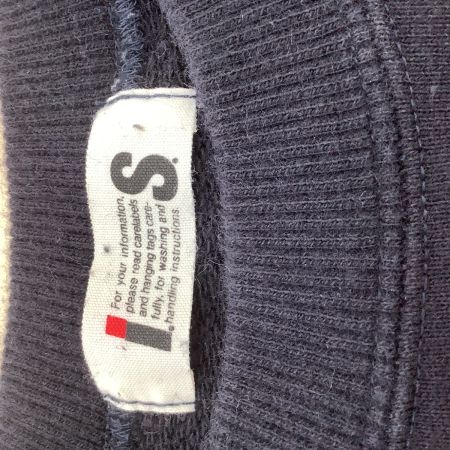 S.
For your information,
please read carelabels
and hanging tags care-
fully, for washing and
handling instructions.